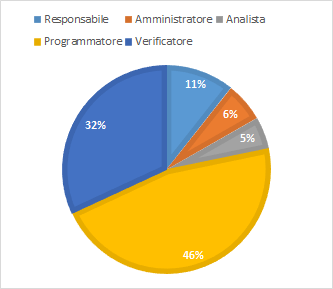 Responsabile Amministratore Analista
Programmatore Verificatore
11%
6%
5%
46%
32%